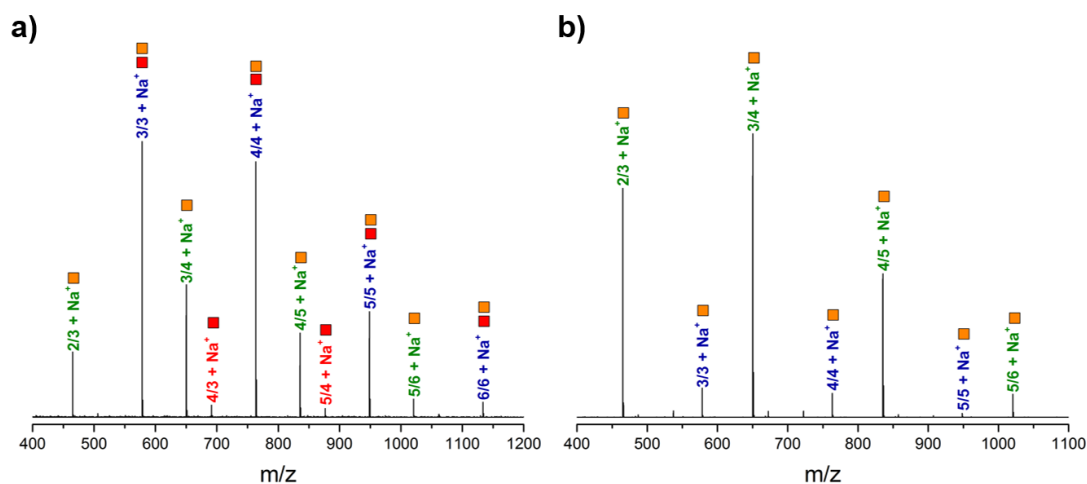 a)
2/3 + Na⁺
3/3 + Na⁺
3/4 + Na⁺
4/3 + Na⁺
4/4 + Na⁺
4/5 + Na⁺
5/4 + Na⁺
5/5 + Na⁺
5/6 + Na⁺
6/6 + Na⁺
400 500 600 700 800 900 1000 1100 1200
m/z
b)
2/3 + Na⁺
3/3 + Na⁺
3/4 + Na⁺
4/4 + Na⁺
4/5 + Na⁺
5/5 + Na⁺
5/6 + Na⁺
400 500 600 700 800 900 1000 1100
m/z